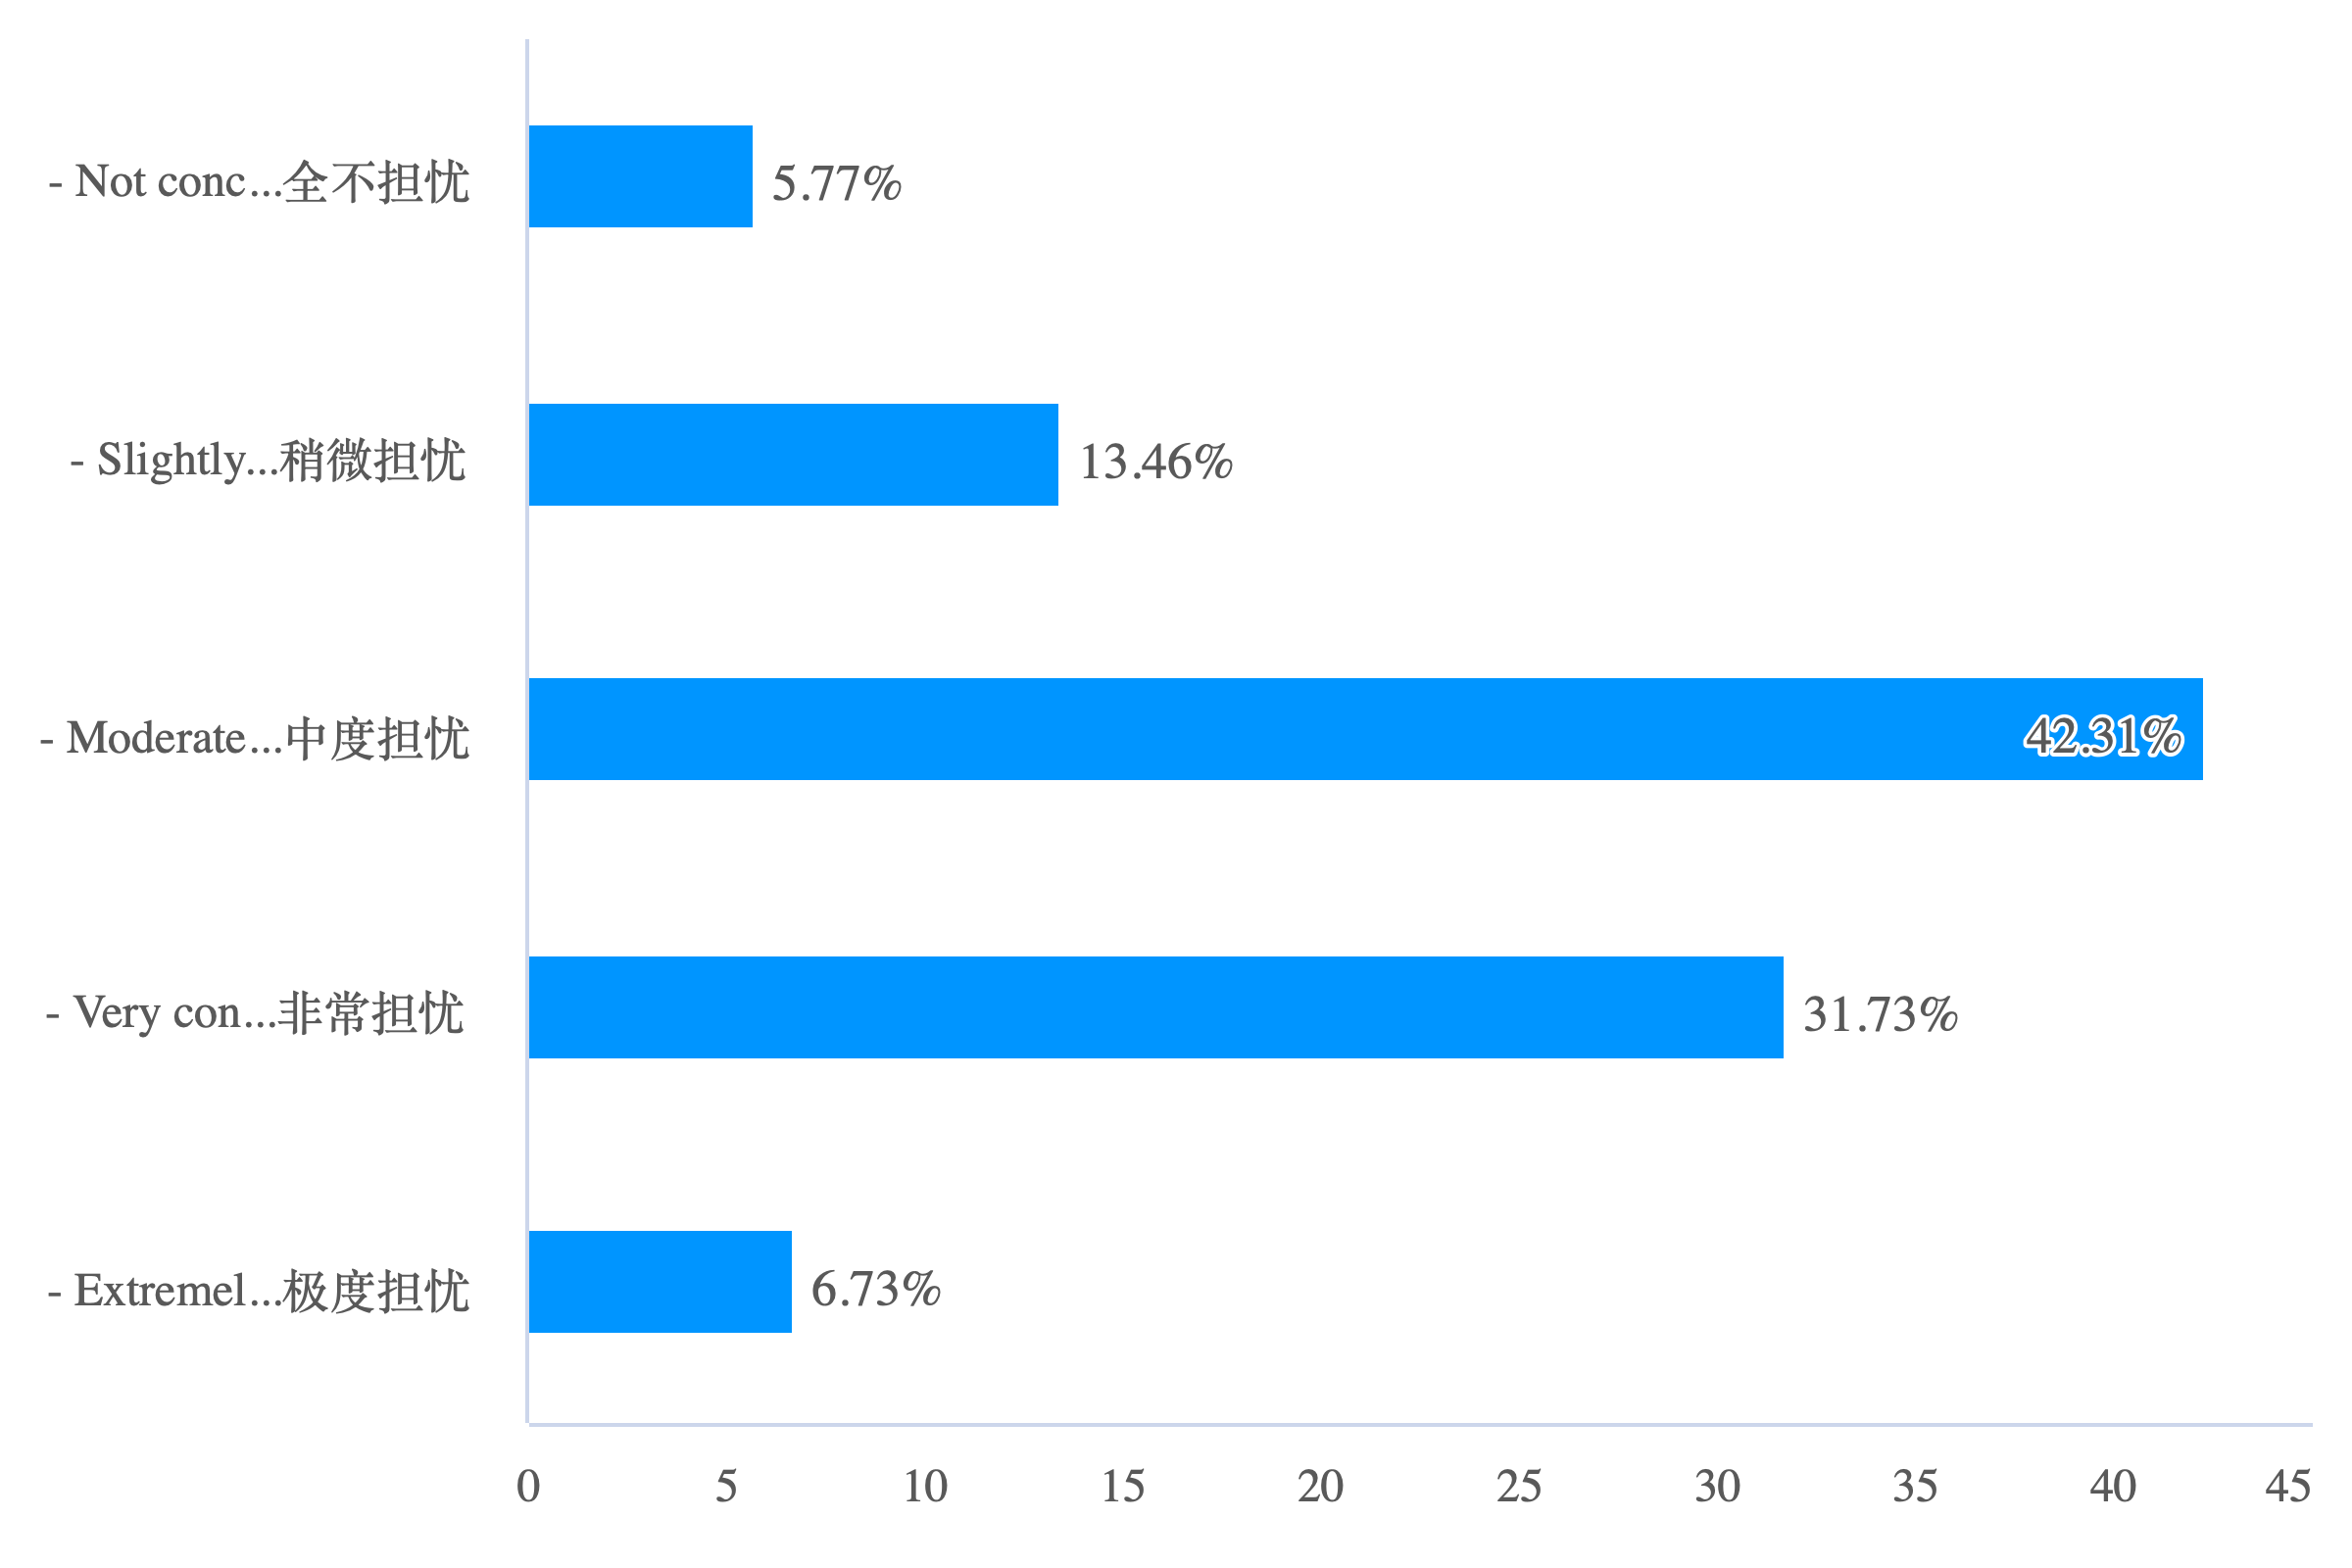 - Not conc...全不担忧
5.77%
- Slightly...稍微担忧
13.46%
- Moderate...中度担忧
42.31%
- Very con...非常担忧
31.73%
- Extremel...极度担忧
6.73%
0 5 10 15 20 25 30 35 40 45